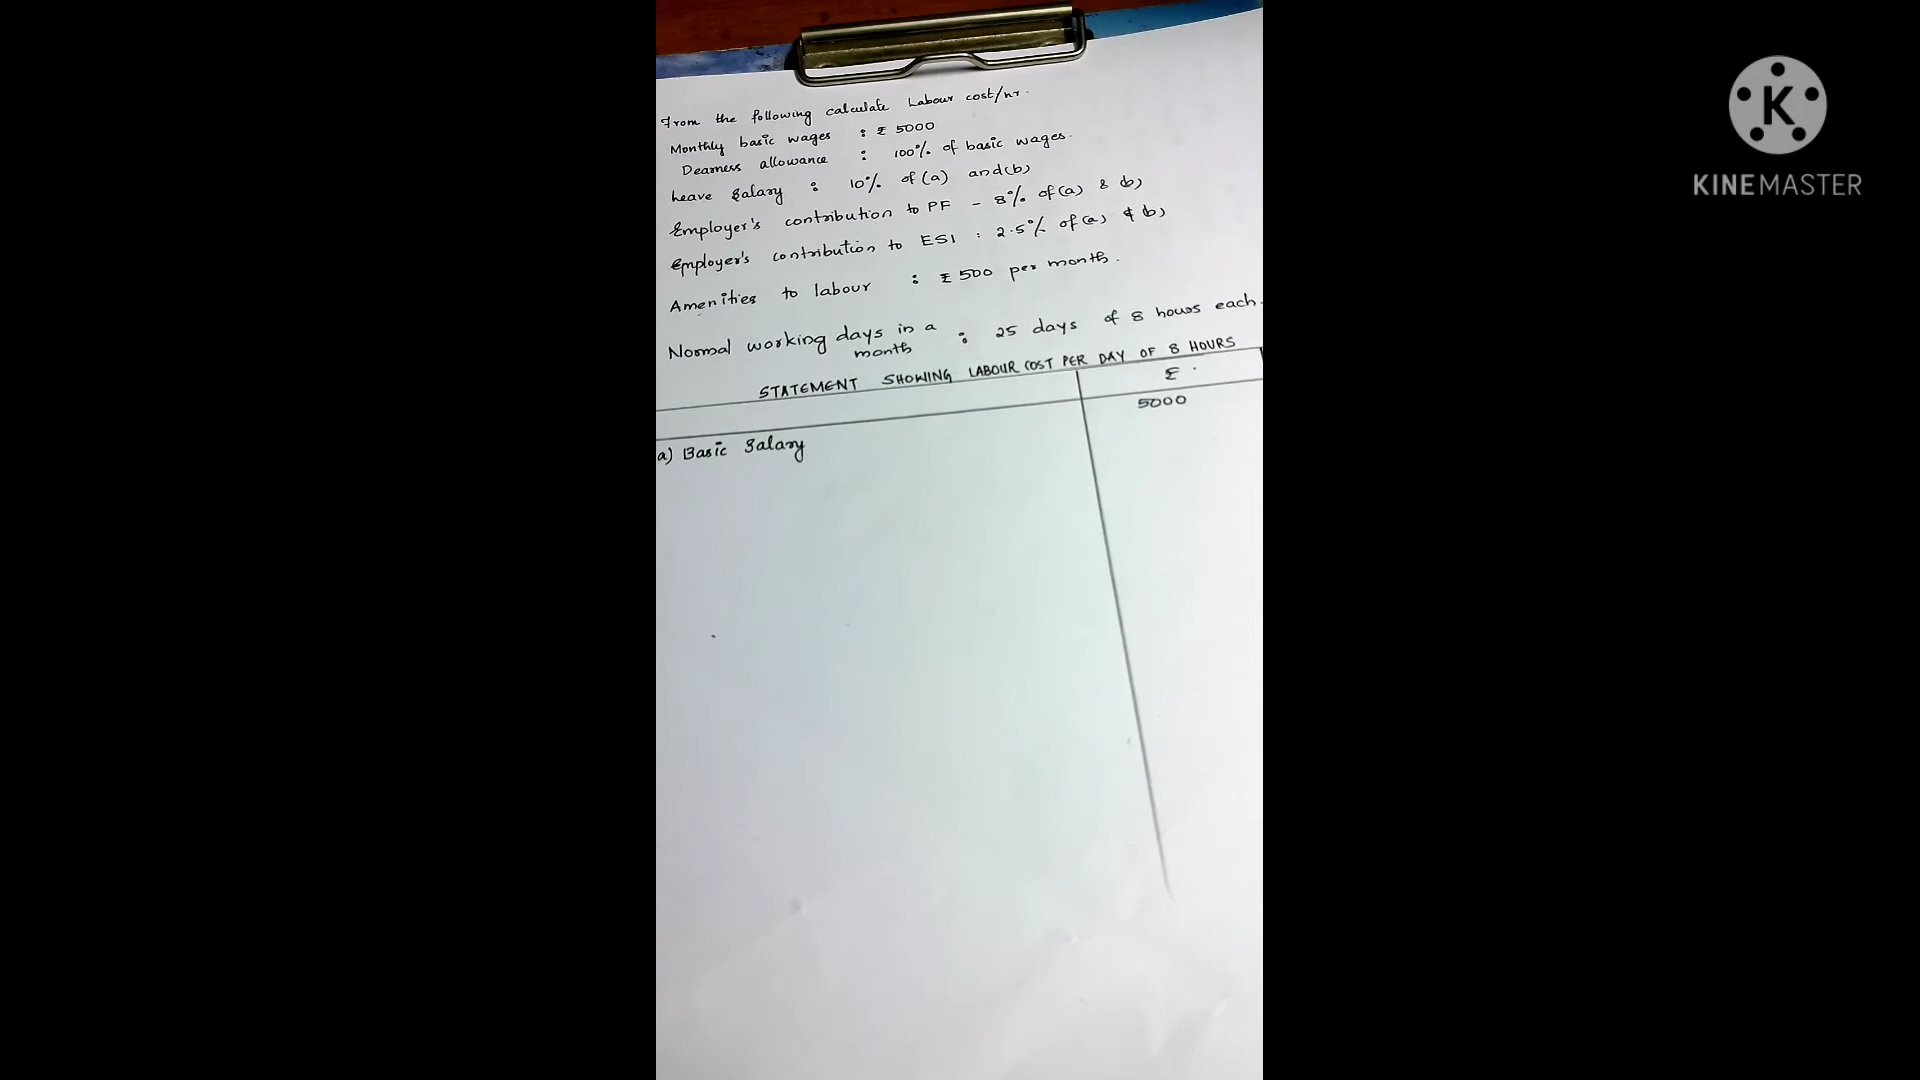 From the following calculate Labour cost/hr.
Monthly basic wages : ₹ 5000
Dearness allowance : 100% of basic wages.
Leave Salary : 10% of (a) and (b)
Employer's contribution to PF - 8% of (a) & b)
Employer's contribution to ESI : 2.5% of (a) & b)
Amenities to labour : ₹ 500 per month.
Normal working days in a month : 25 days of 8 hours each.
STATEMENT SHOWING LABOUR COST PER DAY OF 8 HOURS
₹
a) Basic Salary 5000
K
KINEMASTER